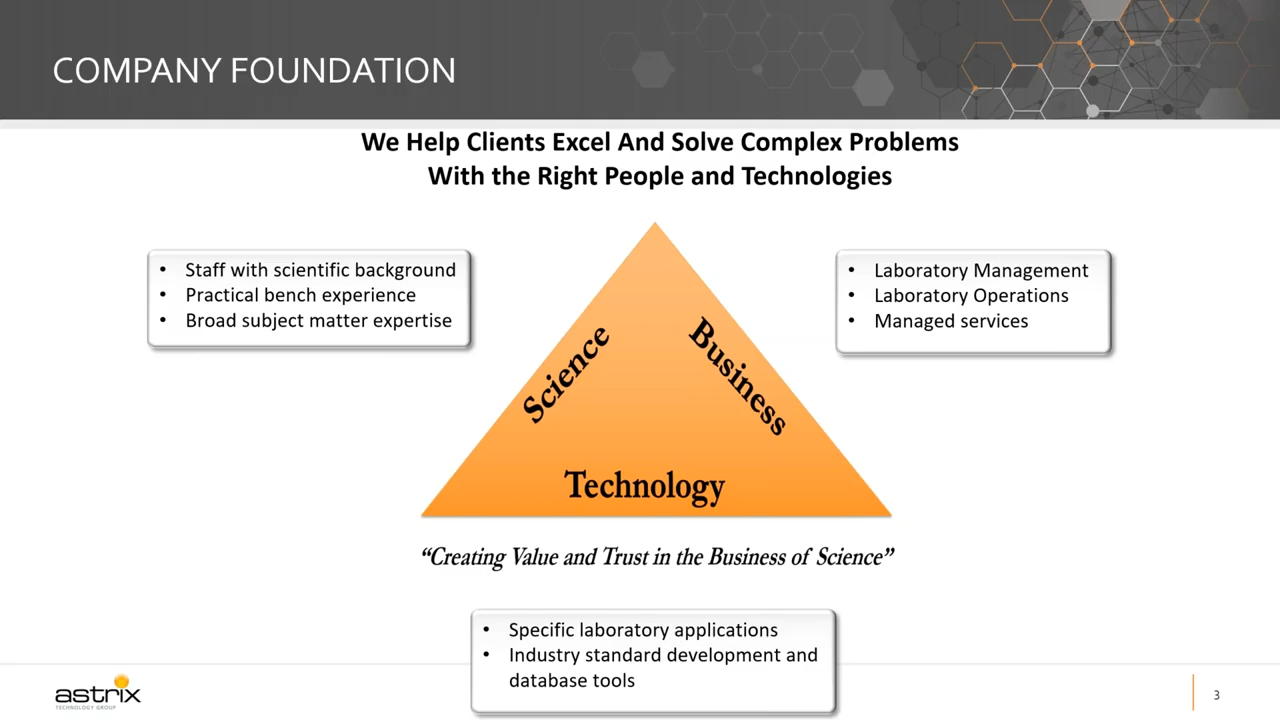 COMPANY FOUNDATION
We Help Clients Excel And Solve Complex Problems
With the Right People and Technologies
• Staff with scientific background
• Practical bench experience
• Broad subject matter expertise
• Laboratory Management
• Laboratory Operations
• Managed services
Science
Business
Technology
“Creating Value and Trust in the Business of Science”
• Specific laboratory applications
• Industry standard development and
database tools
astrix
TECHNOLOGY GROUP
3